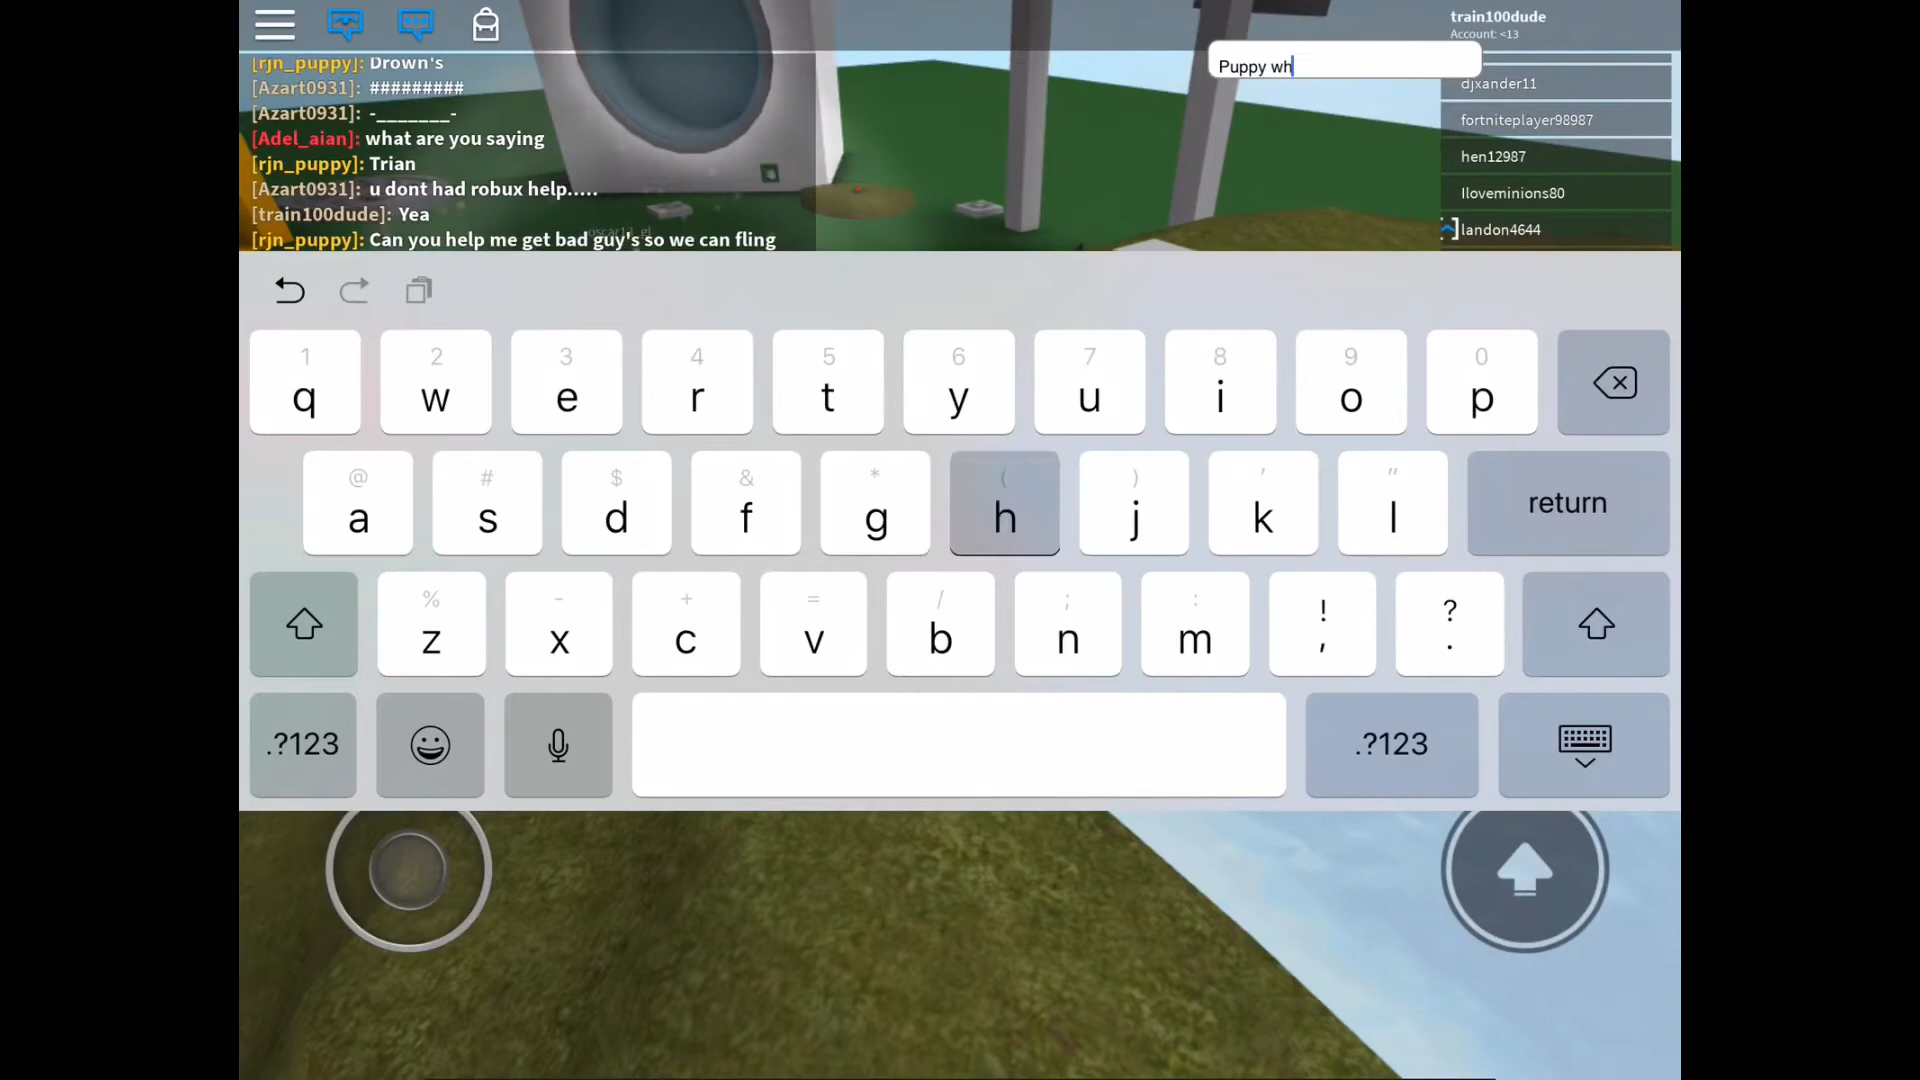 train100dude
Account: <13
[rjn_puppy]: Drown's
[Azart0931]: #########
[Azart0931]: -_______-
[Adel_aian]: what are you saying
[rjn_puppy]: Trian
[Azart0931]: u dont had robux help.....
[train100dude]: Yea
[rjn_puppy]: Can you help me get bad guy's so we can fling
Puppy wh
djxander11
fortniteplayer98987
hen12987
Iloveminions80
landon4644
1 2 3 4 5 6 7 8 9 0
q w e r t y u i o p
@ # $ & * ( ) ' "
a s d f g h j k l return
% - + = / ; : ! ?
z x c v b n m , .
.?123 .?123